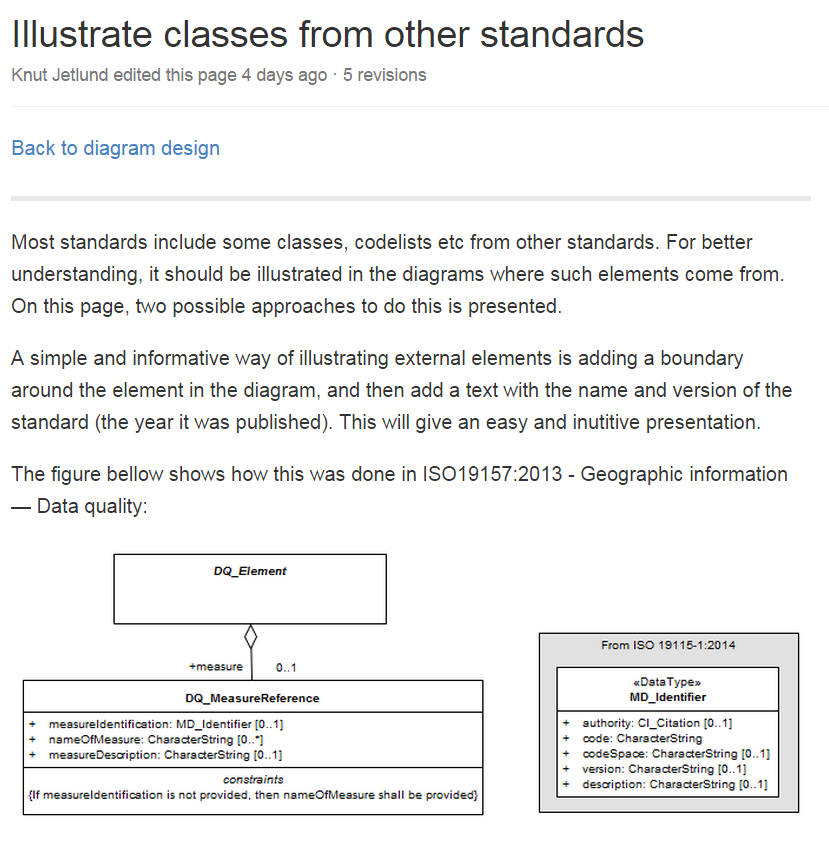 Illustrate classes from other standards
Knut Jetlund edited this page 4 days ago · 5 revisions
Back to diagram design
Most standards include some classes, codelists etc from other standards. For better
understanding, it should be illustrated in the diagrams where such elements come from.
On this page, two possible approaches to do this is presented.
A simple and informative way of illustrating external elements is adding a boundary
around the element in the diagram, and then add a text with the name and version of the
standard (the year it was published). This will give an easy and inutitive presentation.
The figure bellow shows how this was done in ISO19157:2013 - Geographic information
— Data quality:
DQ_Element
+measure 0..1
DQ_MeasureReference
+ measureIdentification: MD_Identifier [0..1]
+ nameOfMeasure: CharacterString [0..*]
+ measureDescription: CharacterString [0..1]
constraints
{If measureIdentification is not provided, then nameOfMeasure shall be provided}
From ISO 19115-1:2014
«DataType»
MD_Identifier
+ authority: CI_Citation [0..1]
+ code: CharacterString
+ codeSpace: CharacterString [0..1]
+ version: CharacterString [0..1]
+ description: CharacterString [0..1]